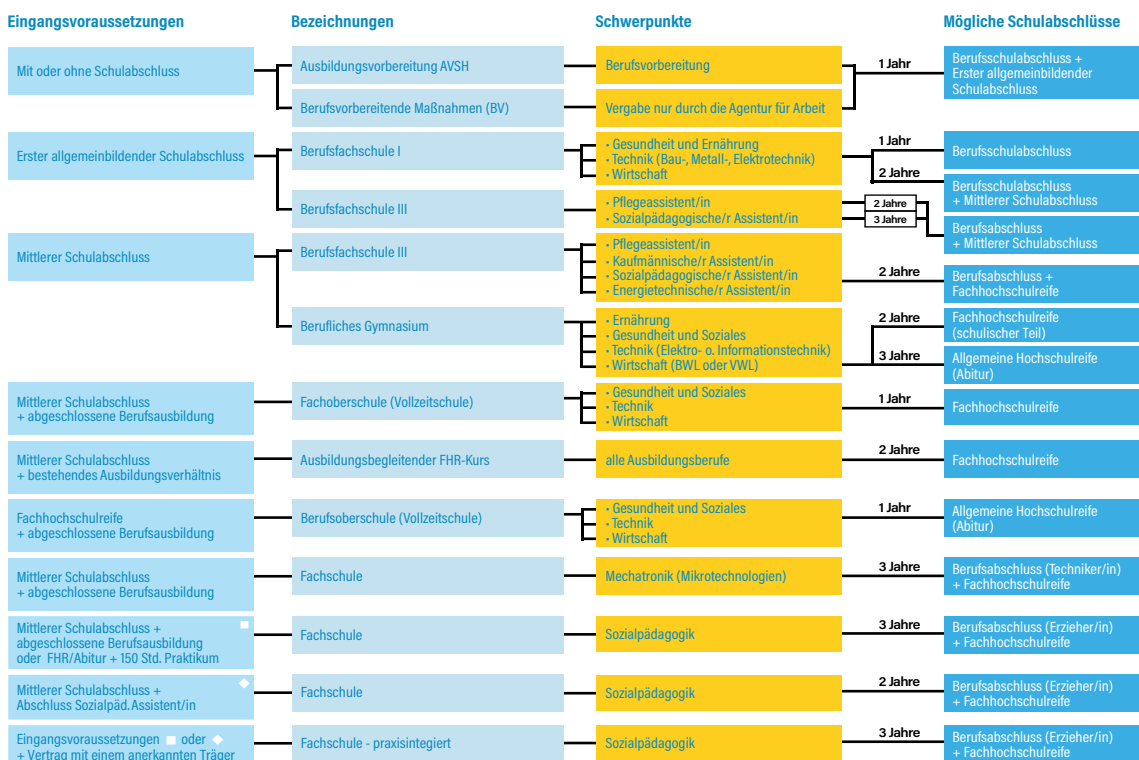 Eingangsvoraussetzungen
Bezeichnungen
Schwerpunkte
Mögliche Schulabschlüsse
Mit oder ohne Schulabschluss
Ausbildungsvorbereitung AVSH
Berufsvorbereitung
1 Jahr
Berufsschulabschluss +
Erster allgemeinbildender
Schulabschluss
Berufsvorbereitende Maßnahmen (BV)
Vergabe nur durch die Agentur für Arbeit
Erster allgemeinbildender Schulabschluss
Berufsfachschule I
· Gesundheit und Ernährung
· Technik (Bau-, Metall-, Elektrotechnik)
· Wirtschaft
1 Jahr
Berufsschulabschluss
2 Jahre
Berufsschulabschluss
+ Mittlerer Schulabschluss
Berufsfachschule III
· Pflegeassistent/in
· Sozialpädagogische/r Assistent/in
2 Jahre
3 Jahre
Berufsabschluss
+ Mittlerer Schulabschluss
Mittlerer Schulabschluss
Berufsfachschule III
· Pflegeassistent/in
· Kaufmännische/r Assistent/in
· Sozialpädagogische/r Assistent/in
· Energietechnische/r Assistent/in
2 Jahre
Berufsabschluss +
Fachhochschulreife
Berufliches Gymnasium
· Ernährung
· Gesundheit und Soziales
· Technik (Elektro- o. Informationstechnik)
· Wirtschaft (BWL oder VWL)
2 Jahre
Fachhochschulreife
(schulischer Teil)
3 Jahre
Allgemeine Hochschulreife
(Abitur)
Mittlerer Schulabschluss
+ abgeschlossene Berufsausbildung
Fachoberschule (Vollzeitschule)
· Gesundheit und Soziales
· Technik
· Wirtschaft
1 Jahr
Fachhochschulreife
Mittlerer Schulabschluss
+ bestehendes Ausbildungsverhältnis
Ausbildungsbegleitender FHR-Kurs
alle Ausbildungsberufe
2 Jahre
Fachhochschulreife
Fachhochschulreife
+ abgeschlossene Berufsausbildung
Berufsoberschule (Vollzeitschule)
· Gesundheit und Soziales
· Technik
· Wirtschaft
1 Jahr
Allgemeine Hochschulreife
(Abitur)
Mittlerer Schulabschluss
+ abgeschlossene Berufsausbildung
Fachschule
Mechatronik (Mikrotechnologien)
3 Jahre
Berufsabschluss (Techniker/in)
+ Fachhochschulreife
Mittlerer Schulabschluss +
abgeschlossene Berufsausbildung
oder FHR/Abitur + 150 Std. Praktikum
Fachschule
Sozialpädagogik
3 Jahre
Berufsabschluss (Erzieher/in)
+ Fachhochschulreife
Mittlerer Schulabschluss +
Abschluss Sozialpäd. Assistent/in
Fachschule
Sozialpädagogik
2 Jahre
Berufsabschluss (Erzieher/in)
+ Fachhochschulreife
Eingangsvoraussetzungen ■ oder ◆
+ Vertrag mit einem anerkannten Träger
Fachschule - praxisintegriert
Sozialpädagogik
3 Jahre
Berufsabschluss (Erzieher/in)
+ Fachhochschulreife